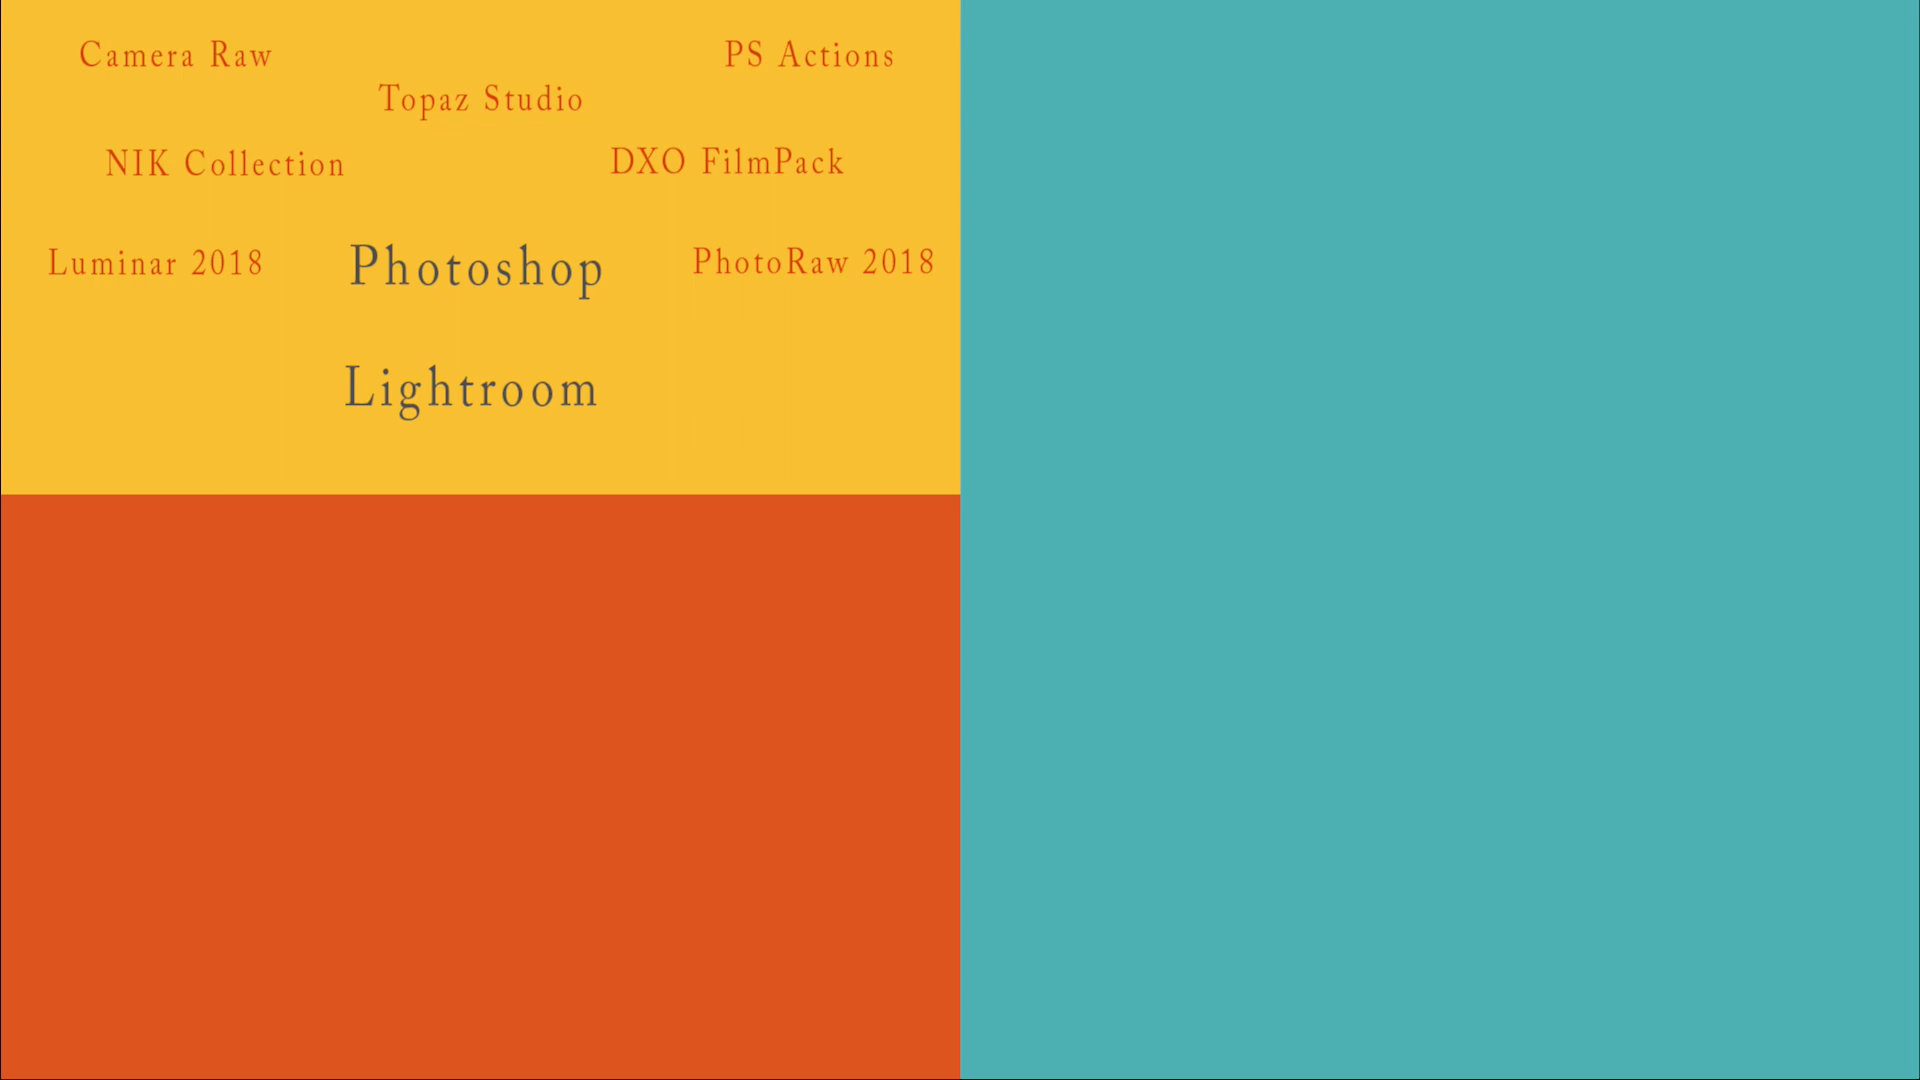 Camera Raw
PS Actions
Topaz Studio
NIK Collection
DXO FilmPack
Luminar 2018
Photoshop
PhotoRaw 2018
Lightroom